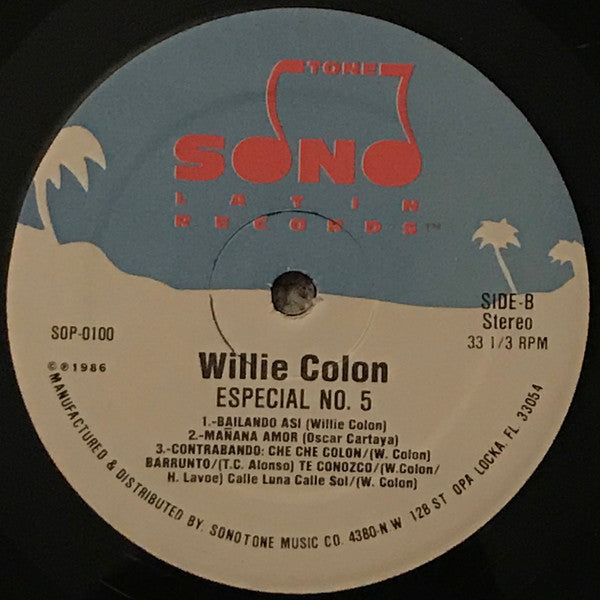 TONE
SONO
LATIN
RECORDS™
SIDE-B
Stereo
33 1/3 RPM
SOP-0100
©℗1986
Willie Colon
ESPECIAL NO. 5
1.-BAILANDO ASI (Willie Colon)
2.-MAÑANA AMOR (Oscar Cartaya)
3.-CONTRABANDO: CHE CHE COLON/(W. Colon)
BARRUNTO/(T.C. Alonso) TE CONOZCO/(W.Colon/
H. Lavoe) Calle Luna Calle Sol/(W. Colon)
MANUFACTURED & DISTRIBUTED BY. SONOTONE MUSIC CO. 4380-N W 128 ST OPA LOCKA, FL. 33054